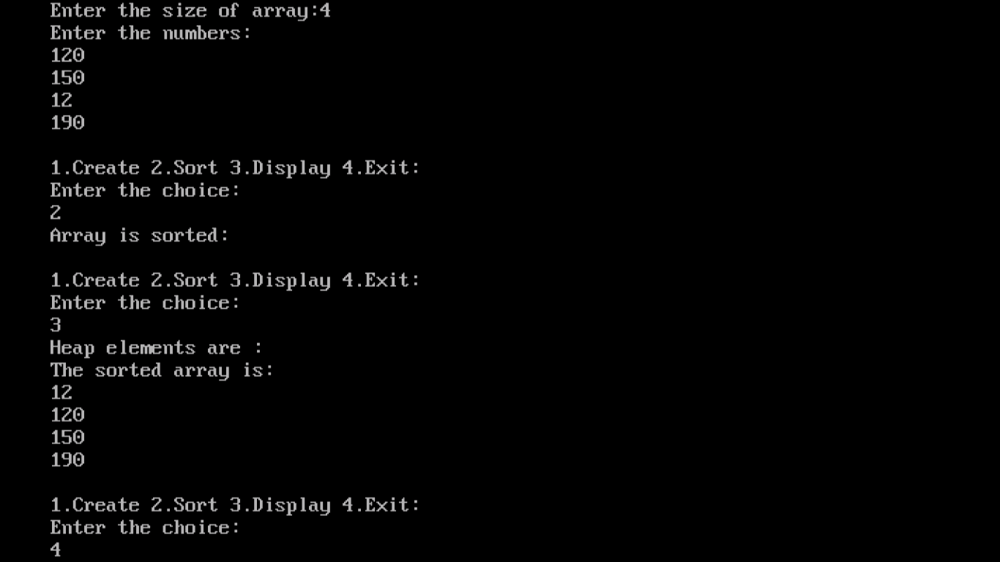 Enter the size of array:4
Enter the numbers:
120
150
12
190
1.Create 2.Sort 3.Display 4.Exit:
Enter the choice:
2
Array is sorted:
1.Create 2.Sort 3.Display 4.Exit:
Enter the choice:
3
Heap elements are :
The sorted array is:
12
120
150
190
1.Create 2.Sort 3.Display 4.Exit:
Enter the choice:
4